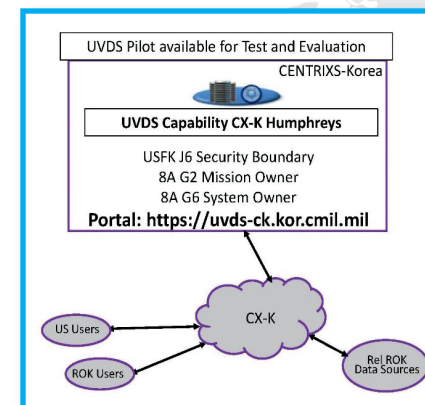 UVDS Pilot available for Test and Evaluation
CENTRIXS-Korea
UVDS Capability CX-K Humphreys
USFK J6 Security Boundary
8A G2 Mission Owner
8A G6 System Owner
Portal: https://uvds-ck.kor.cmil.mil
CX-K
US Users
ROK Users
Rel ROK
Data Sources